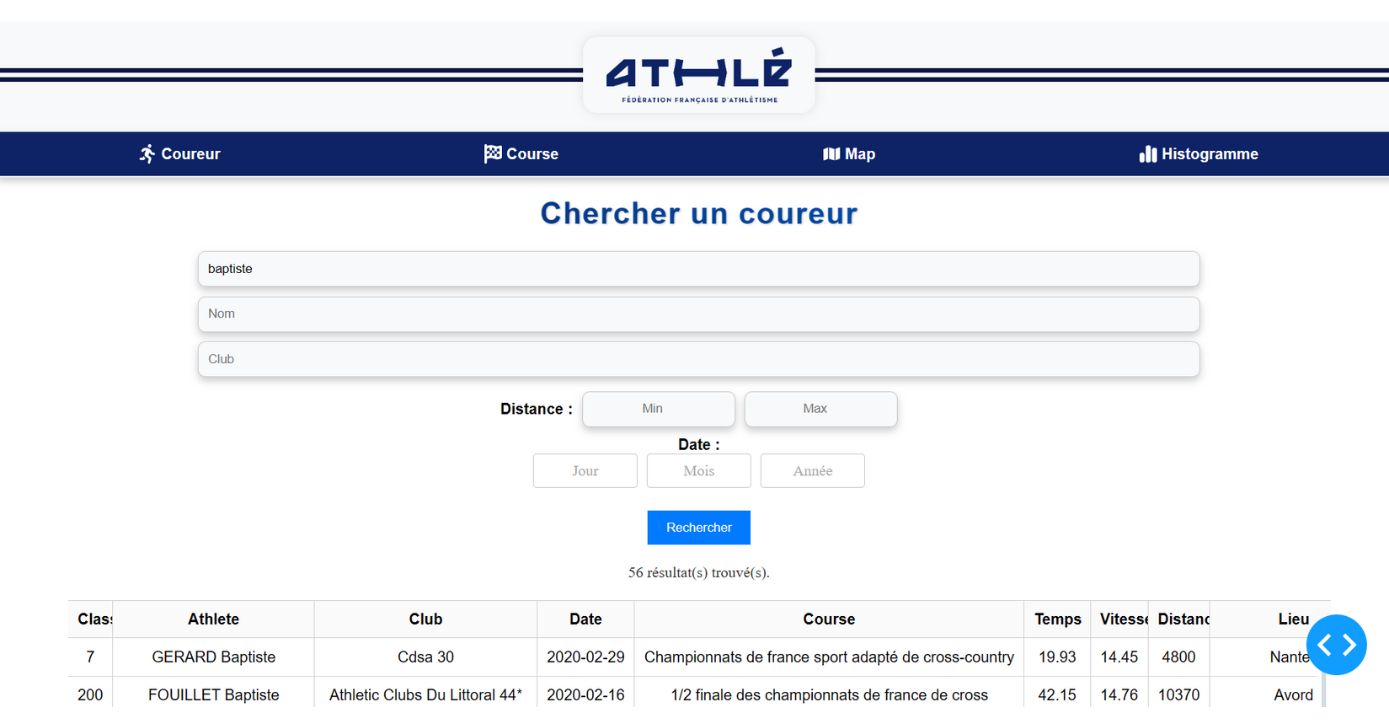 ATHLÉ
FÉDÉRATION FRANÇAISE D'ATHLÉTISME
Coureur Course Map Histogramme
Chercher un coureur
baptiste
Nom
Club
Distance : Min Max
Date :
Jour Mois Année
Rechercher
56 résultat(s) trouvé(s).
Class Athlete Club Date Course Temps Vitesse Distanc Lieu
7 GERARD Baptiste Cdsa 30 2020-02-29 Championnats de france sport adapté de cross-country 19.93 14.45 4800 Nante
200 FOUILLET Baptiste Athletic Clubs Du Littoral 44* 2020-02-16 1/2 finale des championnats de france de cross 42.15 14.76 10370 Avord